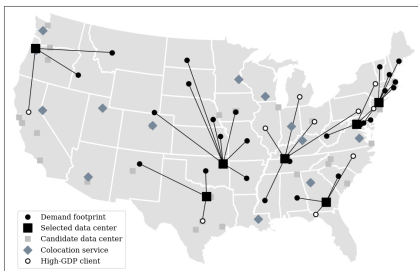 Demand footprint
Selected data center
Candidate data center
Colocation service
High-GDP client